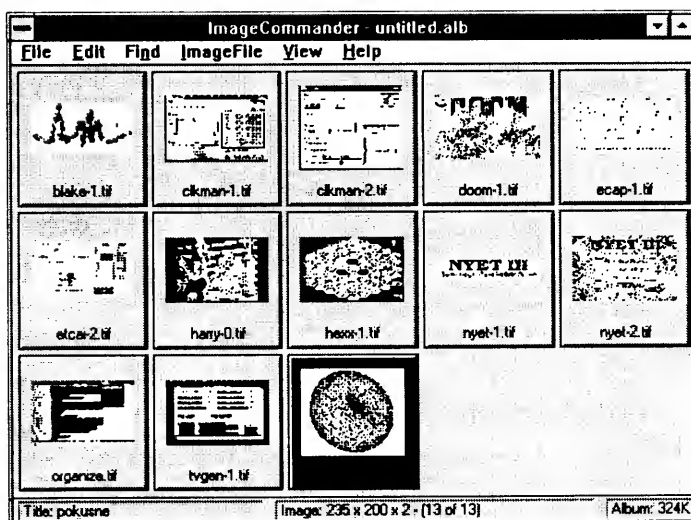 ImageCommander - untitled.alb
File Edit Find ImageFile View Help
blake-1.tif clkman-1.tif clkman-2.tif doom-1.tif ecap-1.tif
etcai-2.tif harry-0.tif hexx-1.tif nyet-1.tif nyet-2.tif
NYET III NYET III
organize.tif tvgen-1.tif
Title: pokusne Image: 235 x 200 x 2 - (13 of 13) Album: 324K